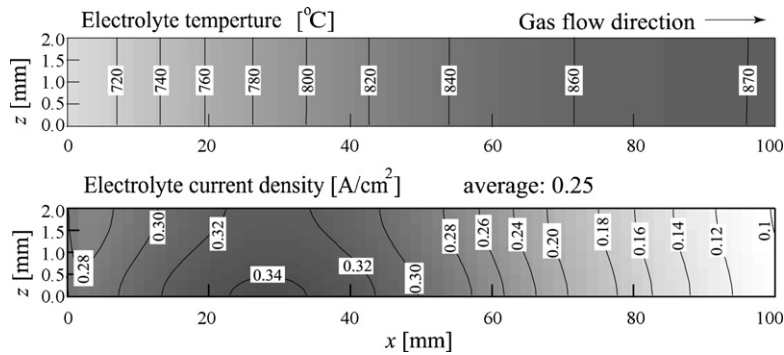 Electrolyte temperture [°C] Gas flow direction
2.0
1.5
1.0
0.5
0.0
z [mm]
720 740 760 780 800 820 840 860 870
0 20 40 60 80 100
Electrolyte current density [A/cm²] average: 0.25
2.0
1.5
1.0
0.5
0.0
z [mm]
0.28 0.30 0.32 0.34 0.32 0.30 0.28 0.26 0.24 0.20 0.18 0.16 0.14 0.12 0.1
0 20 40 60 80 100
x [mm]